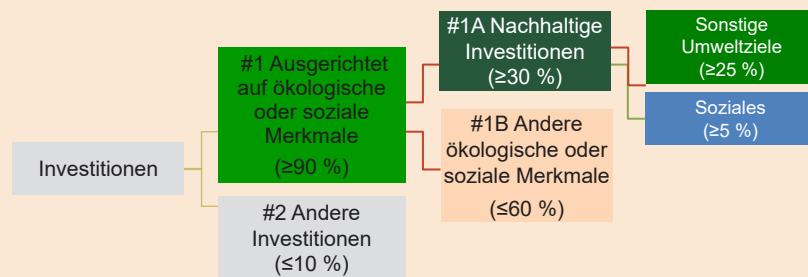 Investitionen
#1 Ausgerichtet
auf ökologische
oder soziale
Merkmale
(≥90 %)
#2 Andere
Investitionen
(≤10 %)
#1A Nachhaltige
Investitionen
(≥30 %)
#1B Andere
ökologische oder
soziale Merkmale
(≤60 %)
Sonstige
Umweltziele
(≥25 %)
Soziales
(≥5 %)